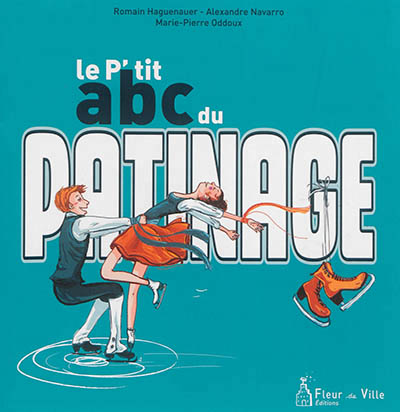 Romain Haguenauer - Alexandre Navarro
Marie-Pierre Oddoux
le P'tit
abc du
PATINAGE
Fleur de Ville
Éditions